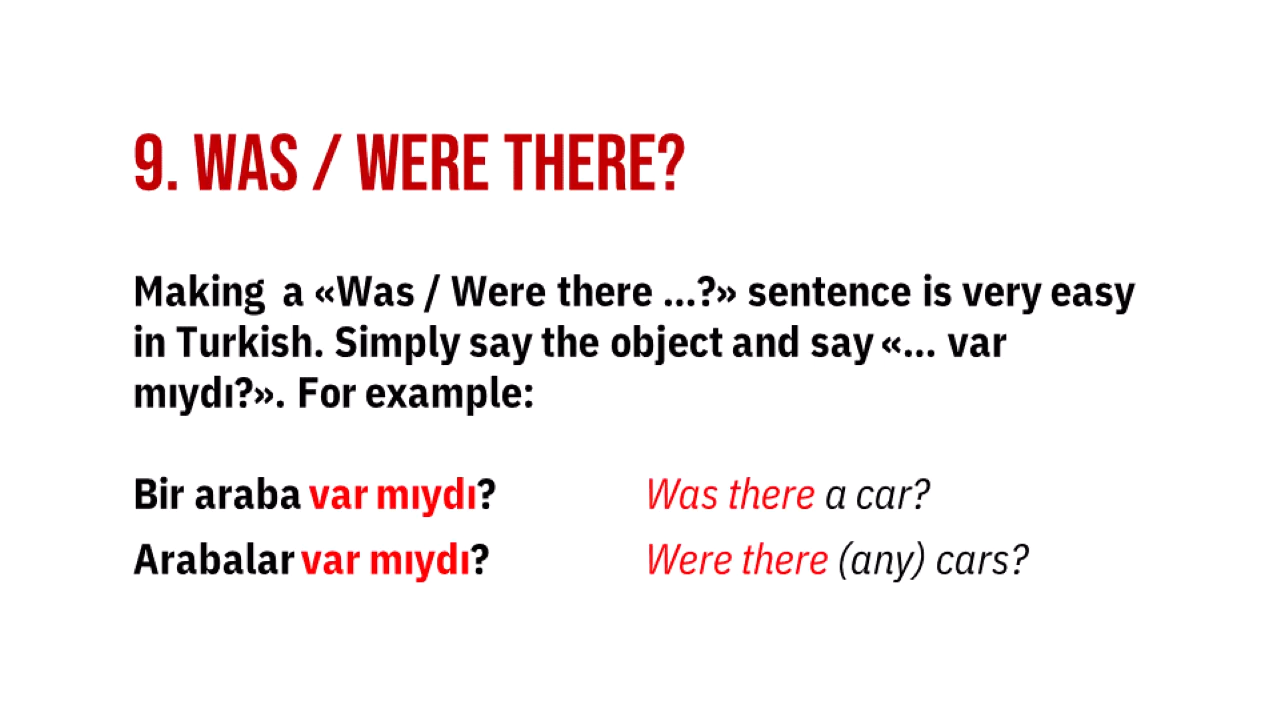 9. WAS / WERE THERE?
Making a «Was / Were there ...?» sentence is very easy
in Turkish. Simply say the object and say «... var
mıydı?». For example:
Bir araba var mıydı? Was there a car?
Arabalar var mıydı? Were there (any) cars?